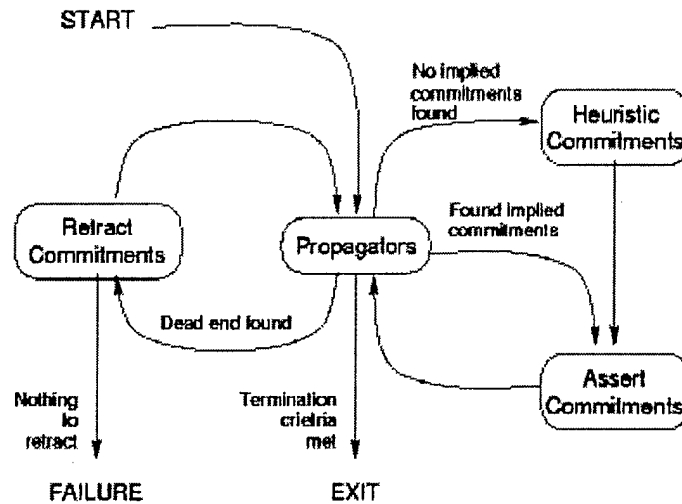 START
No implied
commitments
found
Heuristic
Commitments
Retract
Commitments
Propagators
Found implied
commitments
Dead end found
Assert
Commitments
Nothing
to
retract
Termination
crietria
met
FAILURE
EXIT